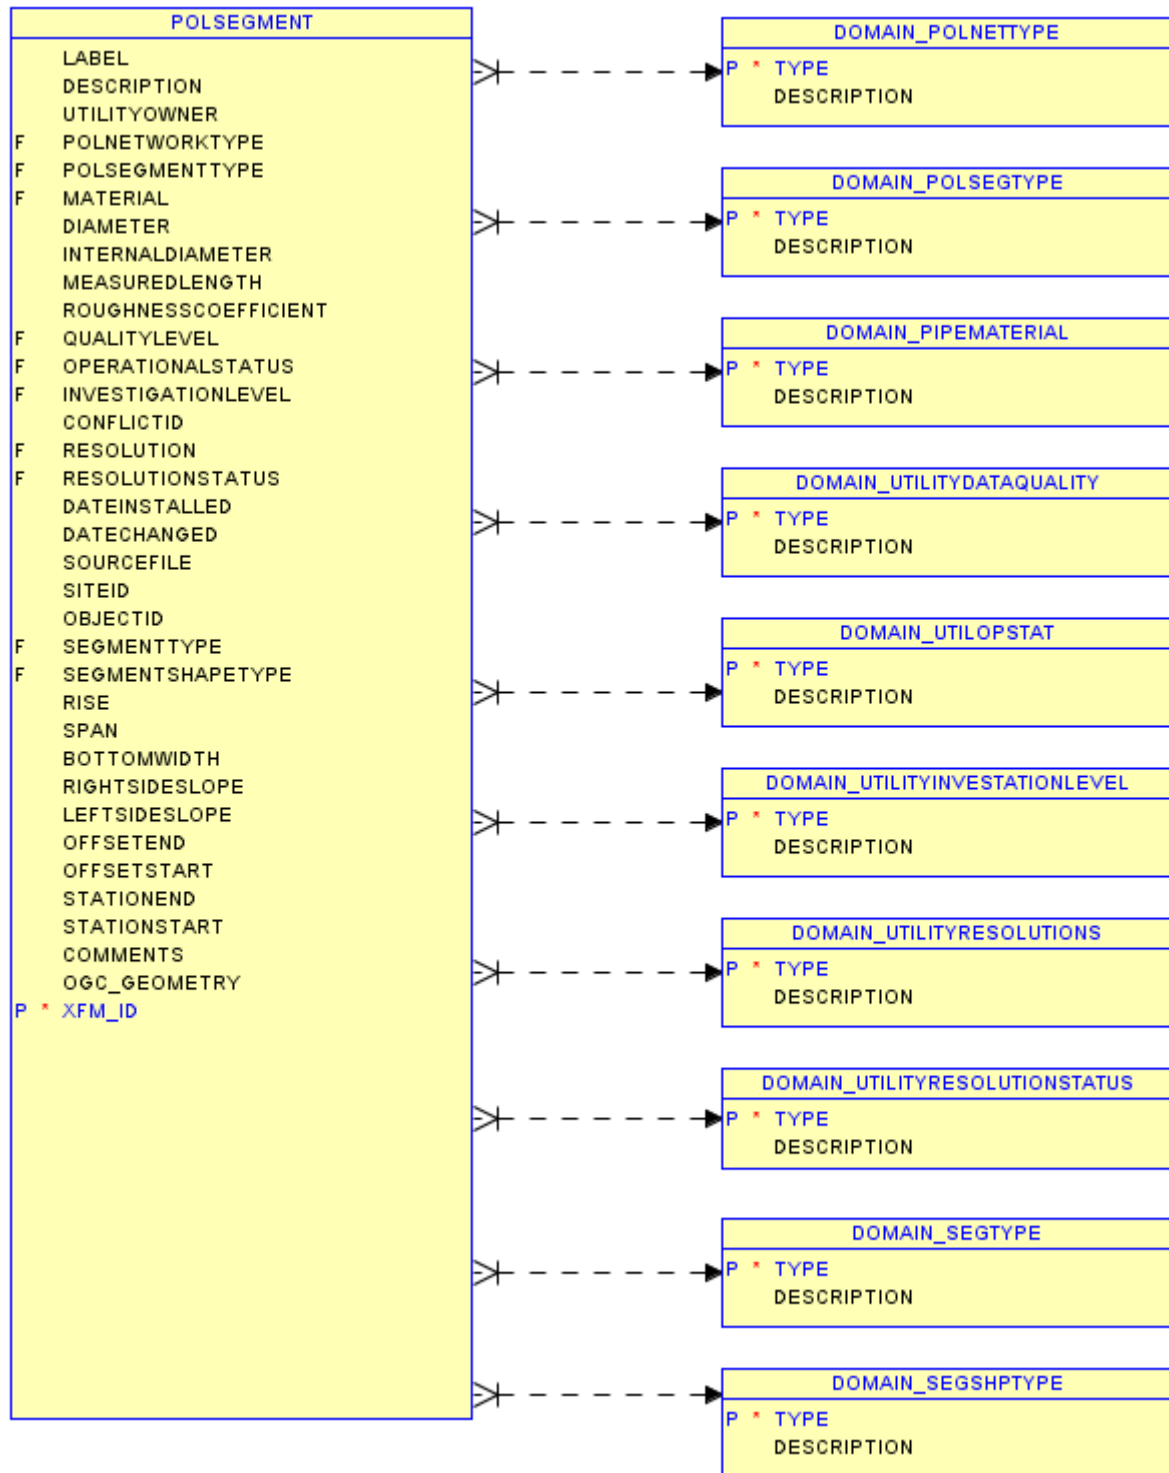 POLSEGMENT
LABEL
DESCRIPTION
UTILITYOWNER
F POLNETWORKTYPE
F POLSEGMENTTYPE
F MATERIAL
DIAMETER
INTERNALDIAMETER
MEASUREDLENGTH
ROUGHNESSCOEFFICIENT
F QUALITYLEVEL
F OPERATIONALSTATUS
F INVESTIGATIONLEVEL
CONFLICTID
F RESOLUTION
F RESOLUTIONSTATUS
DATEINSTALLED
DATECHANGED
SOURCEFILE
SITEID
OBJECTID
F SEGMENTTYPE
F SEGMENTSHAPETYPE
RISE
SPAN
BOTTOMWIDTH
RIGHTSIDESLOPE
LEFTSIDESLOPE
OFFSETEND
OFFSETSTART
STATIONEND
STATIONSTART
COMMENTS
OGC_GEOMETRY
P * XFM_ID
DOMAIN_POLNETTYPE
P * TYPE
DESCRIPTION
DOMAIN_POLSEGTYPE
P * TYPE
DESCRIPTION
DOMAIN_PIPEMATERIAL
P * TYPE
DESCRIPTION
DOMAIN_UTILITYDATAQUALITY
P * TYPE
DESCRIPTION
DOMAIN_UTILOPSTAT
P * TYPE
DESCRIPTION
DOMAIN_UTILITYINVESTATIONLEVEL
P * TYPE
DESCRIPTION
DOMAIN_UTILITYRESOLUTIONS
P * TYPE
DESCRIPTION
DOMAIN_UTILITYRESOLUTIONSTATUS
P * TYPE
DESCRIPTION
DOMAIN_SEGTYPE
P * TYPE
DESCRIPTION
DOMAIN_SEGSHPTYPE
P * TYPE
DESCRIPTION